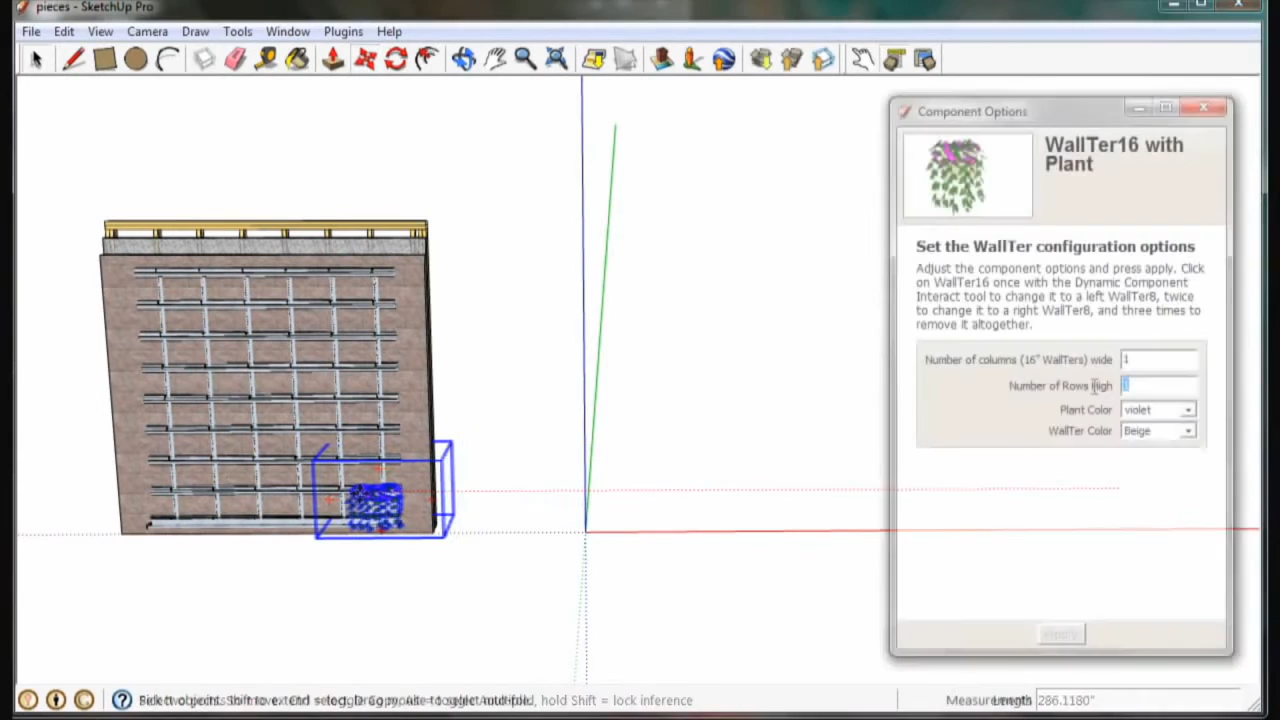 pieces - SketchUp Pro
File Edit View Camera Draw Tools Window Plugins Help
Component Options
WallTer16 with
Plant
Set the WallTer configuration options
Adjust the component options and press apply. Click
on WallTer16 once with the Dynamic Component
Interact tool to change it to a left WallTer8, twice
to change it to a right WallTer8, and three times to
remove it altogether.
Number of columns (16" WallTers) wide 1
Number of Rows High
Plant Color violet
WallTer Color Beige
Apply
hold Shift = lock inference
286.1180"